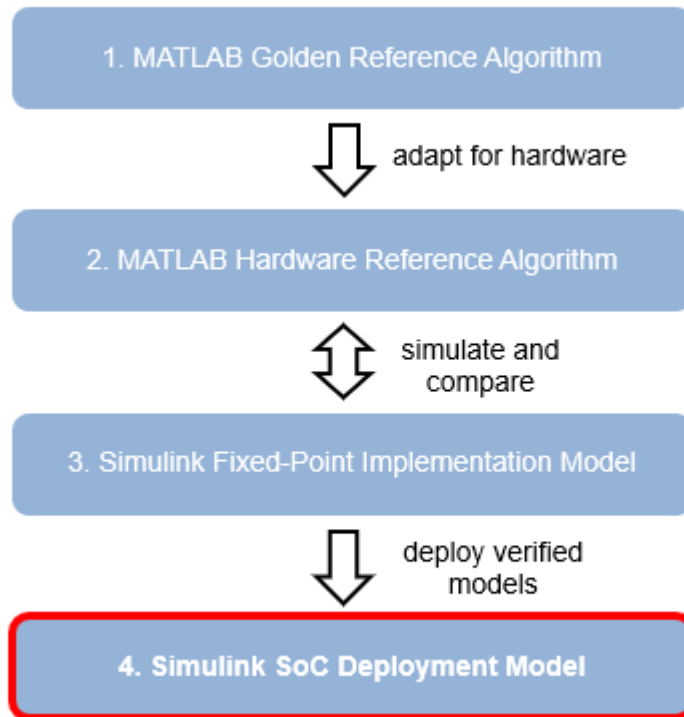 1. MATLAB Golden Reference Algorithm
adapt for hardware
2. MATLAB Hardware Reference Algorithm
simulate and
compare
3. Simulink Fixed-Point Implementation Model
deploy verified
models
4. Simulink SoC Deployment Model